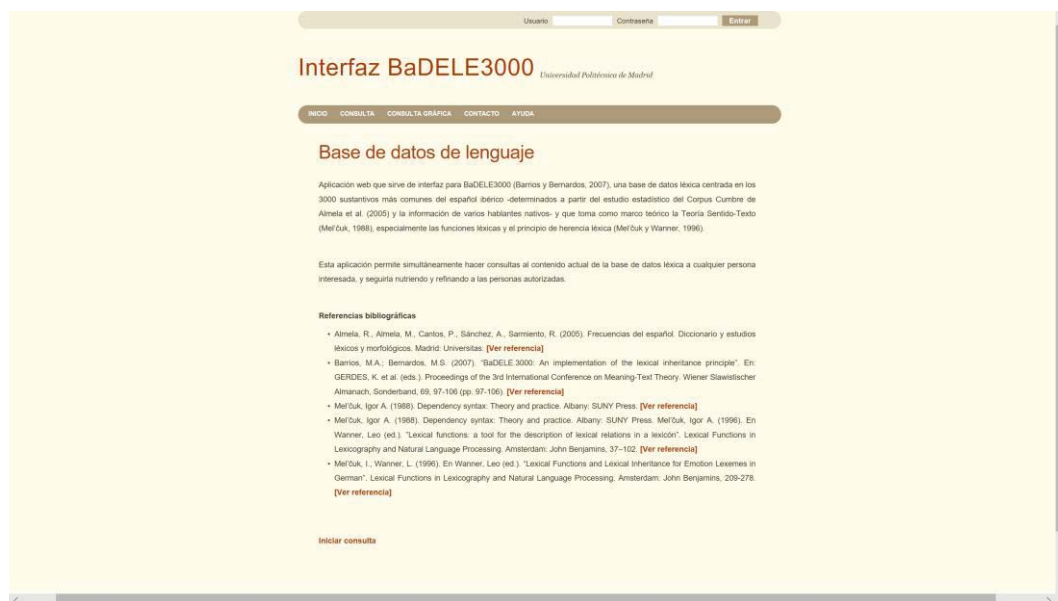 Usuario Contraseña Entrar
Interfaz BaDELE3000 Universidad Politécnica de Madrid
INICIO CONSULTA CONSULTA GRÁFICA CONTACTO AYUDA
Base de datos de lenguaje
Aplicación web que sirve de interfaz para BaDELE3000 (Barrios y Bernardos, 2007), una base de datos léxica centrada en los
3000 sustantivos más comunes del español ibérico -determinados a partir del estudio estadístico del Corpus Cumbre de
Almela et al. (2005) y la información de varios hablantes nativos- y que toma como marco teórico la Teoría Sentido-Texto
(Mel'čuk, 1988), especialmente las funciones léxicas y el principio de herencia léxica (Mel'čuk y Wanner, 1996).
Esta aplicación permite simultáneamente hacer consultas al contenido actual de la base de datos léxica a cualquier persona
interesada, y seguirla nutriendo y refinando a las personas autorizadas.
Referencias bibliográficas
• Almela, R., Almela, M., Cantos, P., Sánchez, A., Sarmiento, R. (2005). Frecuencias del español. Diccionario y estudios
léxicos y morfológicos. Madrid: Universitas. [Ver referencia]
• Barrios, M.A.; Bernardos, M.S. (2007). "BaDELE.3000: An implementation of the lexical inheritance principle". En:
GERDES, K. et al. (eds.). Proceedings of the 3rd International Conference on Meaning-Text Theory. Wiener Slawistischer
Almanach, Sonderband, 69, 97-106 (pp. 97-106). [Ver referencia]
• Mel'čuk, Igor A. (1988). Dependency syntax: Theory and practice. Albany: SUNY Press. [Ver referencia]
• Mel'čuk, Igor A. (1988). Dependency syntax: Theory and practice. Albany: SUNY Press. Mel'čuk, Igor A. (1996). En
Wanner, Leo (ed.). "Lexical functions: a tool for the description of lexical relations in a lexicón". Lexical Functions in
Lexicography and Natural Language Processing. Amsterdam: John Benjamins, 37–102. [Ver referencia]
• Mel'čuk, I., Wanner, L. (1996). En Wanner, Leo (ed.). "Lexical Functions and Lexical Inheritance for Emotion Lexemes in
German". Lexical Functions in Lexicography and Natural Language Processing. Amsterdam: John Benjamins, 209-278.
[Ver referencia]
Iniciar consulta